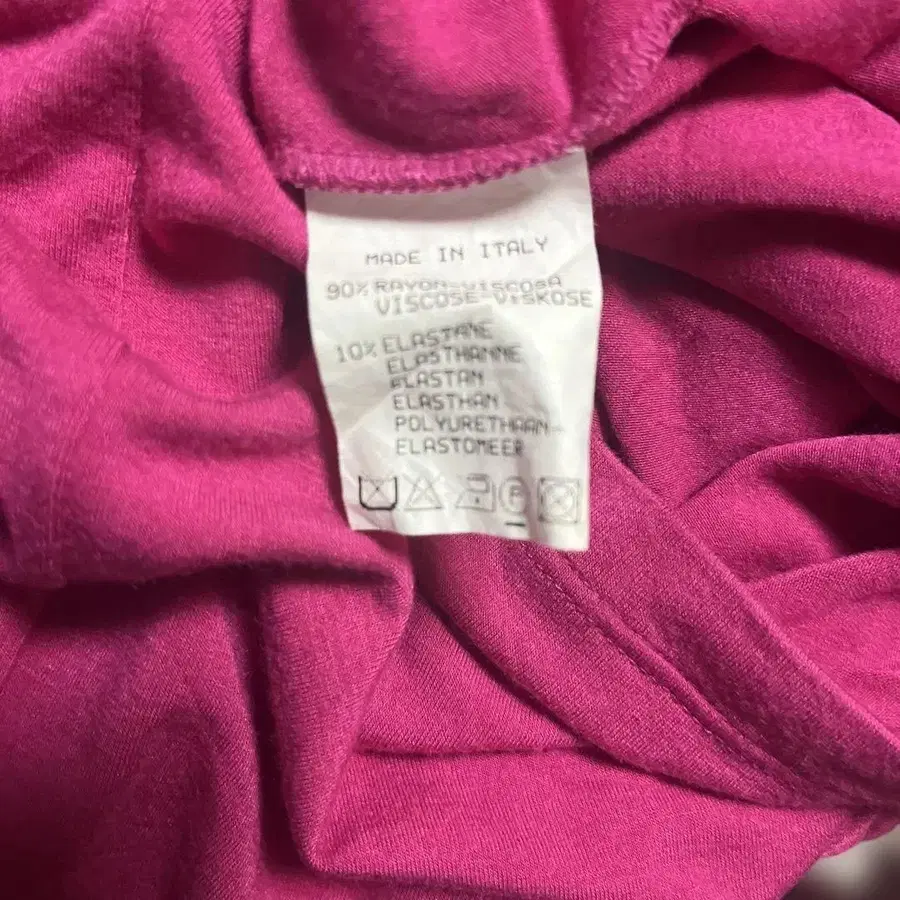 MADE IN ITALY
90% RAYON-VISCOSA
VISCOSE-VISKOSE
10% ELASTANE
ELASTHANNE
ELASTAN
ELASTHAN
POLYURETHAAN-
ELASTOMEER
P